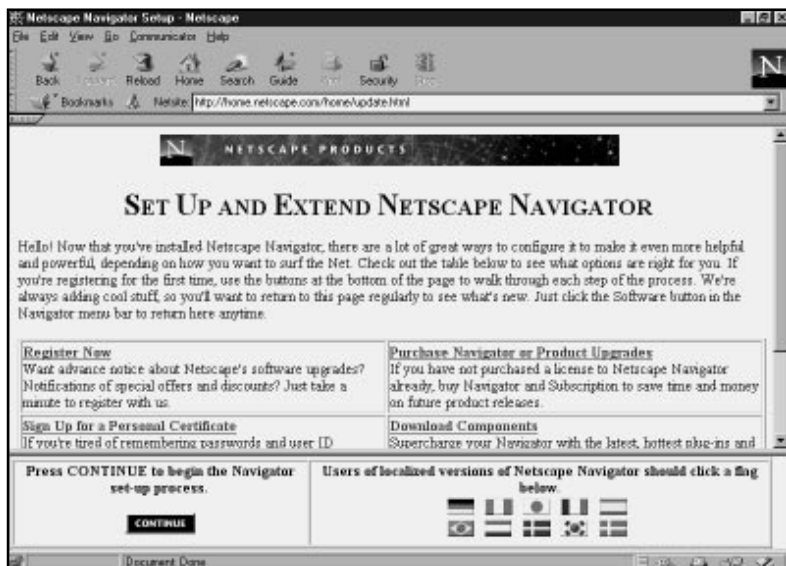 Netscape Navigator Setup - Netscape
File Edit View Go Communicator Help
Back Forward Reload Home Search Guide Print Security Stop
N
Bookmarks Netsite: http://home.netscape.com/home/update.html
N NETSCAPE PRODUCTS
SET UP AND EXTEND NETSCAPE NAVIGATOR
Hello! Now that you've installed Netscape Navigator, there are a lot of great ways to configure it to make it even more helpful
and powerful, depending on how you want to surf the Net. Check out the table below to see what options are right for you. If
you're registering for the first time, use the buttons at the bottom of the page to walk through each step of the process. We're
always adding cool stuff, so you'll want to return to this page regularly to see what's new. Just click the Software button in the
Navigator menu bar to return here anytime.
Register Now
Want advance notice about Netscape's software upgrades?
Notifications of special offers and discounts? Just take a
minute to register with us.
Purchase Navigator or Product Upgrades
If you have not purchased a license to Netscape Navigator
already, buy Navigator and Subscription to save time and money
on future product releases.
Sign Up for a Personal Certificate
If you're tired of remembering passwords and user ID
Download Components
Supercharge your Navigator with the latest, hottest plug-ins and
Press CONTINUE to begin the Navigator
set-up process.
CONTINUE
Users of localized versions of Netscape Navigator should click a flag
below.
Document Done